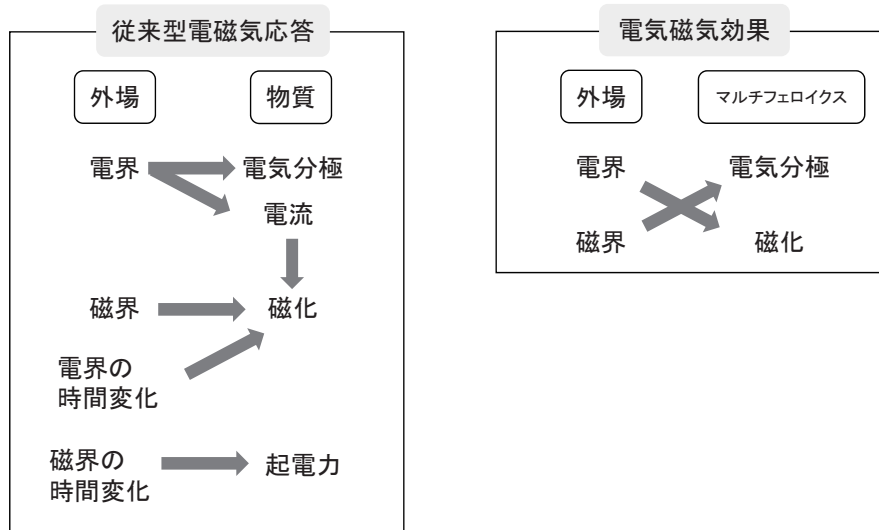 従来型電磁気応答
外場
物質
電界
電気分極
電流
磁界
磁化
電界の
時間変化
磁界の
時間変化
起電力
電気磁気効果
外場
マルチフェロイクス
電界
電気分極
磁界
磁化